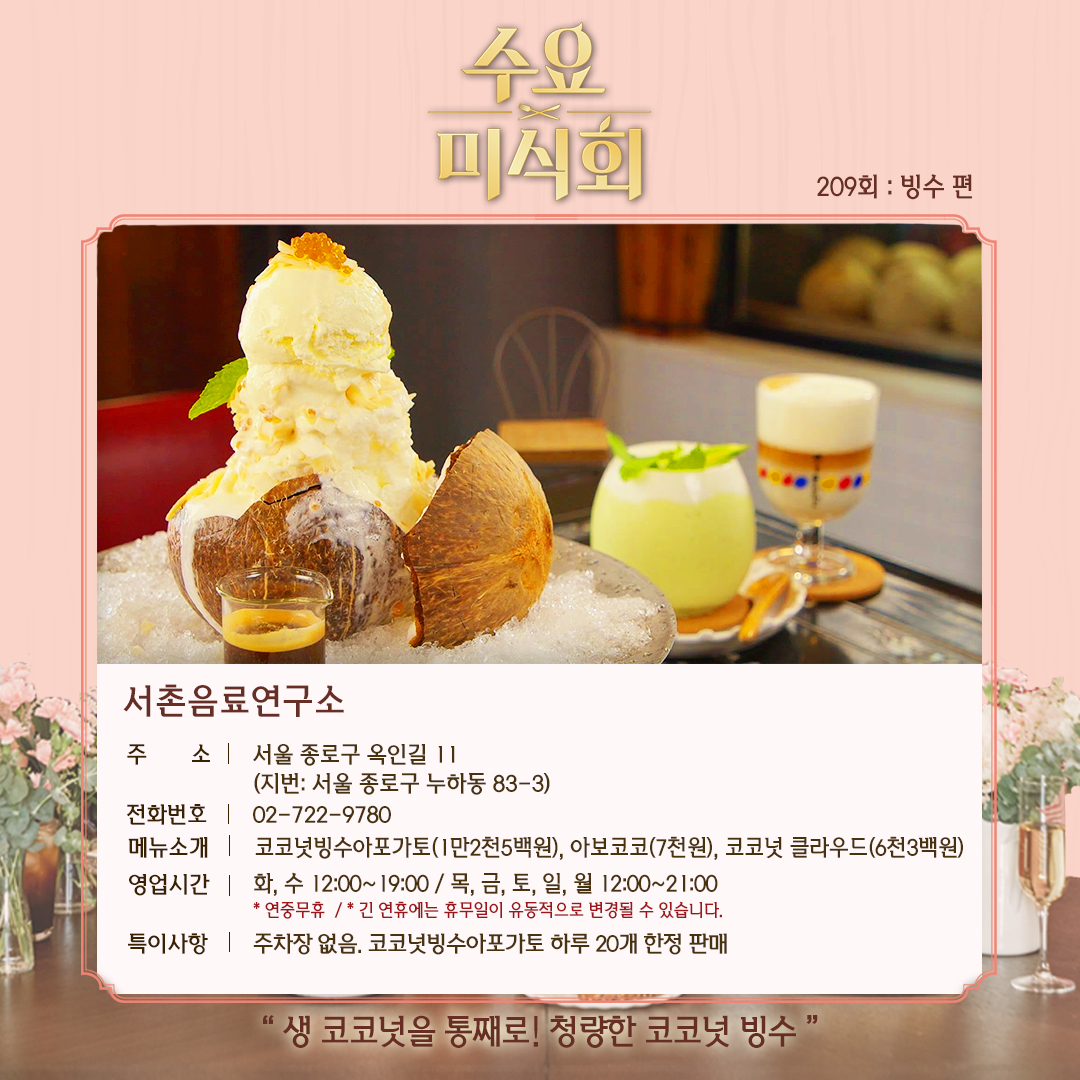 수요
미식회
209회 : 빙수 편
서촌음료연구소
주 소 | 서울 종로구 옥인길 11
(지번: 서울 종로구 누하동 83-3)
전화번호 | 02-722-9780
메뉴소개 | 코코넛빙수아포가토(1만2천5백원), 아보코코(7천원), 코코넛 클라우드(6천3백원)
영업시간 | 화, 수 12:00~19:00 / 목, 금, 토, 일, 월 12:00~21:00
* 연중무휴 / * 긴 연휴에는 휴무일이 유동적으로 변경될 수 있습니다.
특이사항 | 주차장 없음. 코코넛빙수아포가토 하루 20개 한정 판매
“ 생 코코넛을 통째로! 청량한 코코넛 빙수 ”